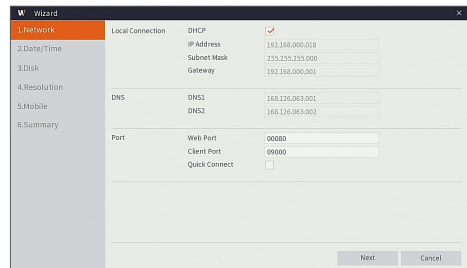 W Wizard ×
1.Network
2.Date/Time
3.Disk
4.Resolution
5.Mobile
6.Summary
Local Connection DHCP
IP Address 192.168.000.018
Subnet Mask 255.255.255.000
Gateway 192.168.000.001
DNS DNS1 168.126.063.001
DNS2 168.126.063.002
Port Web Port 00080
Client Port 09000
Quick Connect
Next Cancel